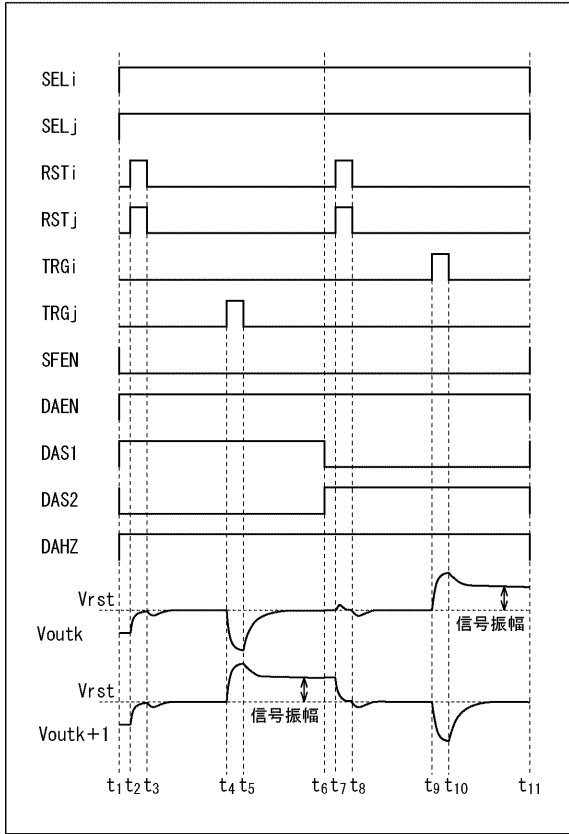 SELi
SELj
RSTi
RSTj
TRGi
TRGj
SFEN
DAEN
DAS1
DAS2
DAHZ
Vrst
Voutk
信号振幅
Vrst
Voutk+1
信号振幅
t1 t2 t3 t4 t5 t6 t7 t8 t9 t10 t11